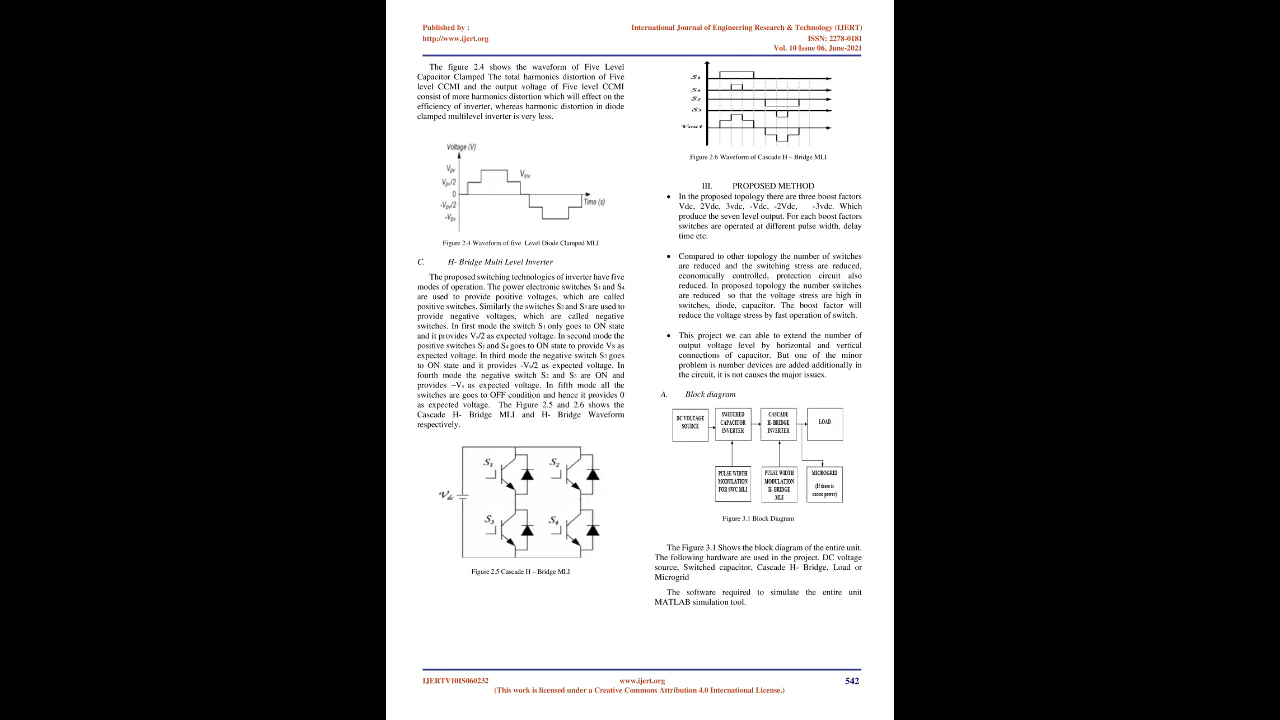 Published by :
http://www.ijert.org
International Journal of Engineering Research & Technology (IJERT)
ISSN: 2278-0181
Vol. 10 Issue 06, June-2021
The figure 2.4 shows the waveform of Five Level
Capacitor Clamped The total harmonics distortion of Five
level CCMI and the output voltage of Five level CCMI
consist of more harmonics distortion which will effect on the
efficiency of inverter, whereas harmonic distortion in diode
clamped multilevel inverter is very less.
Voltage (V)
Vpv
Vpv/2
0
-Vpv/2
-Vpv
Time (s)
Figure 2.4 Waveform of five Level Diode Clamped MLI
C. H- Bridge Multi Level Inverter
The proposed switching technologies of inverter have five
modes of operation. The power electronic switches S1 and S4
are used to provide positive voltages, which are called
positive switches. Similarly the switches S2 and S3 are used to
provide negative voltages, which are called negative
switches. In first mode the switch S1 only goes to ON state
and it provides Vs/2 as expected voltage. In second mode the
positive switches S1 and S4 goes to ON state to provide Vs as
expected voltage. In third mode the negative switch S2 goes
to ON state and it provides -Vs/2 as expected voltage. In
fourth mode the negative switch S2 and S3 are ON and
provides –Vs as expected voltage. In fifth mode all the
switches are goes to OFF condition and hence it provides 0
as expected voltage. The Figure 2.5 and 2.6 shows the
Cascade H- Bridge MLI and H- Bridge Waveform
respectively.
S1
S2
Vdc
S3
S4
Figure 2.5 Cascade H – Bridge MLI
S1
S4
S2
S3
Vout
Figure 2.6 Waveform of Cascade H – Bridge MLI
III. PROPOSED METHOD
• In the proposed topology there are three boost factors
Vdc, 2Vdc, 3vdc, -Vdc, -2Vdc, -3vdc. Which
produce the seven level output. For each boost factors
switches are operated at different pulse width, delay
time etc.
• Compared to other topology the number of switches
are reduced and the switching stress are reduced,
economically controlled, protection circuit also
reduced. In proposed topology the number switches
are reduced so that the voltage stress are high in
switches, diode, capacitor. The boost factor will
reduce the voltage stress by fast operation of switch.
• This project we can able to extend the number of
output voltage level by horizontal and vertical
connections of capacitor. But one of the minor
problem is number devices are added additionally in
the circuit, it is not causes the major issues.
A. Block diagram
DC VOLTAGE
SOURCE
SWITCHED
CAPACITOR
INVERTER
CASCADE
H-BRIDGE
INVERTER
LOAD
PULSE WIDTH
MODULATION
FOR SWC MLI
PULSE WIDTH
MODULATION
H-BRIDGE
MLI
MICROGRID
(If there is
excess power)
Figure 3.1 Block Diagram
The Figure 3.1 Shows the block diagram of the entire unit.
The following hardware are used in the project. DC voltage
source, Switched capacitor, Cascade H- Bridge, Load or
Microgrid
The software required to simulate the entire unit
MATLAB simulation tool.
IJERTV10IS060232
www.ijert.org
(This work is licensed under a Creative Commons Attribution 4.0 International License.)
542